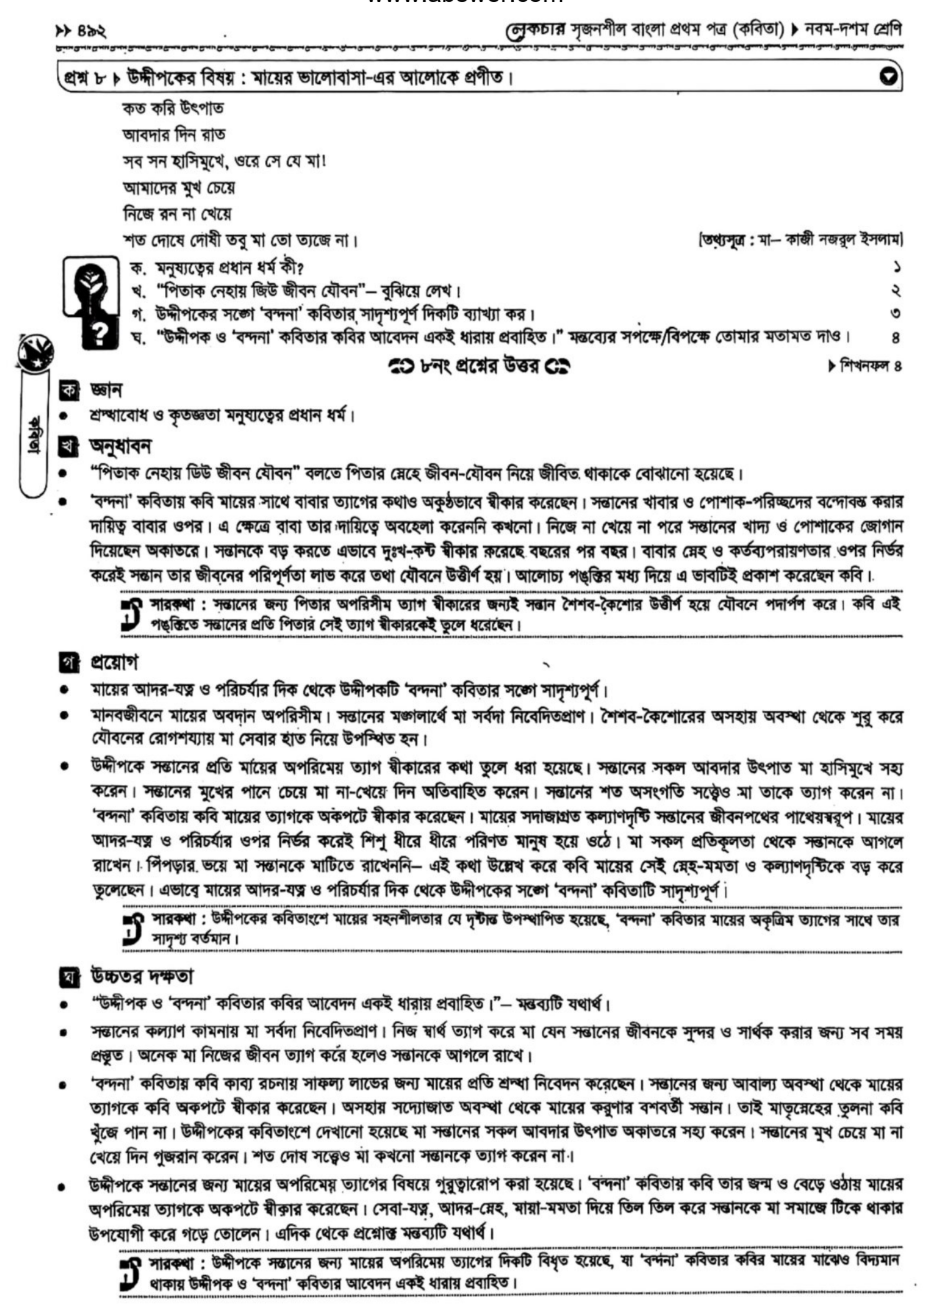 ▸▸ ৪৯২
লেকচার সৃজনশীল বাংলা প্রথম পত্র (কবিতা) ▸ নবম-দশম শ্রেণি
প্রশ্ন ৮ ▸ উদ্দীপকের বিষয় : মায়ের ভালোবাসা-এর আলোকে প্রণীত।
কত করি উৎপাত
আবদার দিন রাত
সব সন হাসিমুখে, ওরে সে যে মা!
আমাদের মুখ চেয়ে
নিজে রন না খেয়ে
শত দোষে দোষী তবু মা তো ত্যজে না।
[তথ্যসূত্র : মা– কাজী নজরুল ইসলাম]
ক. মনুষ্যত্বের প্রধান ধর্ম কী? ১
খ. “পিতাক নেহায় জিউ জীবন যৌবন”– বুঝিয়ে লেখ। ২
গ. উদ্দীপকের সঙ্গে ‘বন্দনা’ কবিতার সাদৃশ্যপূর্ণ দিকটি ব্যাখ্যা কর। ৩
ঘ. “উদ্দীপক ও ‘বন্দনা’ কবিতার কবির আবেদন একই ধারায় প্রবাহিত।” মন্তব্যের সপক্ষে/বিপক্ষে তোমার মতামত দাও। ৪
৮নং প্রশ্নের উত্তর
▸ শিখনফল ৪
কবিতা
ক জ্ঞান
● শ্রদ্ধাবোধ ও কৃতজ্ঞতা মনুষ্যত্বের প্রধান ধর্ম।
খ অনুধাবন
● “পিতাক নেহায় জিউ জীবন যৌবন” বলতে পিতার স্নেহে জীবন-যৌবন নিয়ে জীবিত থাকাকে বোঝানো হয়েছে।
● ‘বন্দনা’ কবিতায় কবি মায়ের সাথে বাবার ত্যাগের কথাও অকুণ্ঠভাবে স্বীকার করেছেন। সন্তানের খাবার ও পোশাক-পরিচ্ছদের বন্দোবস্ত করার
দায়িত্ব বাবার ওপর। এ ক্ষেত্রে বাবা তার দায়িত্বে অবহেলা করেননি কখনো। নিজে না খেয়ে না পরে সন্তানের খাদ্য ও পোশাকের জোগান
দিয়েছেন অকাতরে। সন্তানকে বড় করতে এভাবে দুঃখ-কষ্ট স্বীকার করেছে বছরের পর বছর। বাবার স্নেহ ও কর্তব্যপরায়ণতার ওপর নির্ভর
করেই সন্তান তার জীবনের পরিপূর্ণতা লাভ করে তথা যৌবনে উত্তীর্ণ হয়। আলোচ্য পঙ্‌ক্তির মধ্য দিয়ে এ ভাবটিই প্রকাশ করেছেন কবি।
সারকথা : সন্তানের জন্য পিতার অপরিসীম ত্যাগ স্বীকারের জন্যই সন্তান শৈশব-কৈশোর উত্তীর্ণ হয়ে যৌবনে পদার্পণ করে। কবি এই
পঙ্‌ক্তিতে সন্তানের প্রতি পিতার সেই ত্যাগ স্বীকারকেই তুলে ধরেছেন।
গ প্রয়োগ
● মায়ের আদর-যত্ন ও পরিচর্যার দিক থেকে উদ্দীপকটি ‘বন্দনা’ কবিতার সঙ্গে সাদৃশ্যপূর্ণ।
● মানবজীবনে মায়ের অবদান অপরিসীম। সন্তানের মঙ্গলার্থে মা সর্বদা নিবেদিতপ্রাণ। শৈশব-কৈশোরের অসহায় অবস্থা থেকে শুরু করে
যৌবনের রোগশয্যায় মা সেবার হাত নিয়ে উপস্থিত হন।
● উদ্দীপকে সন্তানের প্রতি মায়ের অপরিমেয় ত্যাগ স্বীকারের কথা তুলে ধরা হয়েছে। সন্তানের সকল আবদার উৎপাত মা হাসিমুখে সহ্য
করেন। সন্তানের মুখের পানে চেয়ে মা না-খেয়ে দিন অতিবাহিত করেন। সন্তানের শত অসংগতি সত্ত্বেও মা তাকে ত্যাগ করেন না।
‘বন্দনা’ কবিতায় কবি মায়ের ত্যাগকে অকপটে স্বীকার করেছেন। মায়ের সদাজাগ্রত কল্যাণদৃষ্টি সন্তানের জীবনপথের পাথেয়স্বরূপ। মায়ের
আদর-যত্ন ও পরিচর্যার ওপর নির্ভর করেই শিশু ধীরে ধীরে পরিণত মানুষ হয়ে ওঠে। মা সকল প্রতিকূলতা থেকে সন্তানকে আগলে
রাখেন। পিঁপড়ার ভয়ে মা সন্তানকে মাটিতে রাখেননি– এই কথা উল্লেখ করে কবি মায়ের সেই স্নেহ-মমতা ও কল্যাণদৃষ্টিকে বড় করে
তুলেছেন। এভাবে মায়ের আদর-যত্ন ও পরিচর্যার দিক থেকে উদ্দীপকের সঙ্গে ‘বন্দনা’ কবিতাটি সাদৃশ্যপূর্ণ।
সারকথা : উদ্দীপকের কবিতাংশে মায়ের সহনশীলতার যে দৃষ্টান্ত উপস্থাপিত হয়েছে, ‘বন্দনা’ কবিতার মায়ের অকৃত্রিম ত্যাগের সাথে তার
সাদৃশ্য বর্তমান।
ঘ উচ্চতর দক্ষতা
● “উদ্দীপক ও ‘বন্দনা’ কবিতার কবির আবেদন একই ধারায় প্রবাহিত।”– মন্তব্যটি যথার্থ।
● সন্তানের কল্যাণ কামনায় মা সর্বদা নিবেদিতপ্রাণ। নিজ স্বার্থ ত্যাগ করে মা যেন সন্তানের জীবনকে সুন্দর ও সার্থক করার জন্য সব সময়
প্রস্তুত। অনেক মা নিজের জীবন ত্যাগ করে হলেও সন্তানকে আগলে রাখে।
● ‘বন্দনা’ কবিতায় কবি কাব্য রচনায় সাফল্য লাভের জন্য মায়ের প্রতি শ্রদ্ধা নিবেদন করেছেন। সন্তানের জন্য আবাল্য অবস্থা থেকে মায়ের
ত্যাগকে কবি অকপটে স্বীকার করেছেন। অসহায় সদ্যোজাত অবস্থা থেকে মায়ের করুণার বশবর্তী সন্তান। তাই মাতৃস্নেহের তুলনা কবি
খুঁজে পান না। উদ্দীপকের কবিতাংশে দেখানো হয়েছে মা সন্তানের সকল আবদার উৎপাত অকাতরে সহ্য করেন। সন্তানের মুখ চেয়ে মা না
খেয়ে দিন গুজরান করেন। শত দোষ সত্ত্বেও মা কখনো সন্তানকে ত্যাগ করেন না।
● উদ্দীপকে সন্তানের জন্য মায়ের অপরিমেয় ত্যাগের বিষয়ে গুরুত্বারোপ করা হয়েছে। ‘বন্দনা’ কবিতায় কবি তার জন্ম ও বেড়ে ওঠায় মায়ের
অপরিমেয় ত্যাগকে অকপটে স্বীকার করেছেন। সেবা-যত্ন, আদর-স্নেহ, মায়া-মমতা দিয়ে তিল তিল করে সন্তানকে মা সমাজে টিকে থাকার
উপযোগী করে গড়ে তোলেন। এদিক থেকে প্রশ্নোক্ত মন্তব্যটি যথার্থ।
সারকথা : উদ্দীপকে সন্তানের জন্য মায়ের অপরিমেয় ত্যাগের দিকটি বিধৃত হয়েছে, যা ‘বন্দনা’ কবিতার কবির মায়ের মাঝেও বিদ্যমান
থাকায় উদ্দীপক ও ‘বন্দনা’ কবিতার আবেদন একই ধারায় প্রবাহিত।